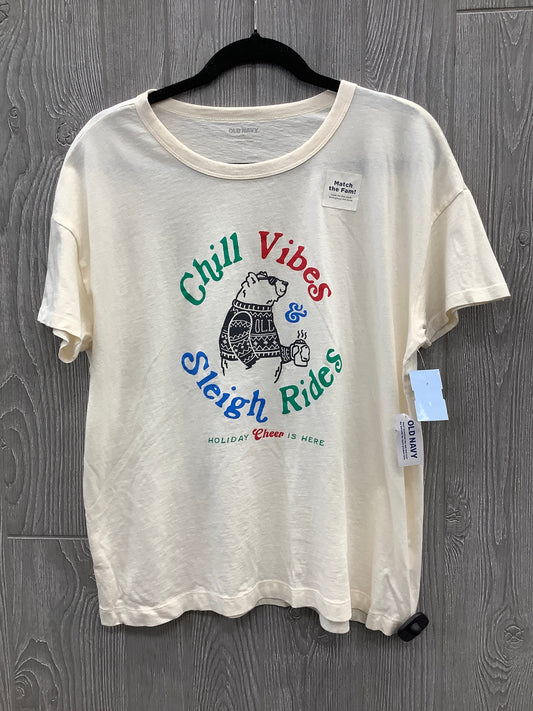 OLD NAVY
Match
the Fam!
Chill Vibes
&
OLD
Sleigh Rides
HOLIDAY Cheer IS HERE
OLD NAVY